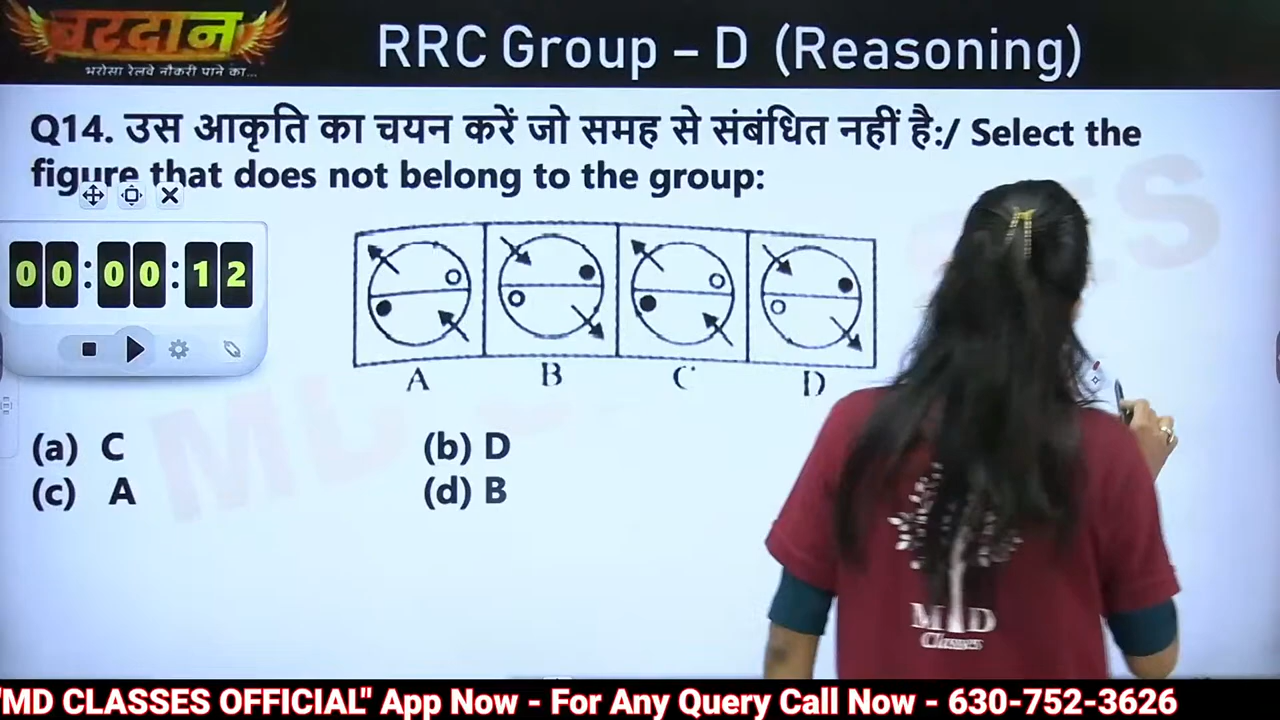 वरदान
भरोसा रेलवे नौकरी पाने का...
RRC Group – D (Reasoning)
Q14. उस आकृति का चयन करें जो समह से संबंधित नहीं है:/ Select the
figure that does not belong to the group:
00:00:12
A B C D
(a) C (b) D
(c) A (d) B
MD
Classes
"MD CLASSES OFFICIAL" App Now - For Any Query Call Now - 630-752-3626